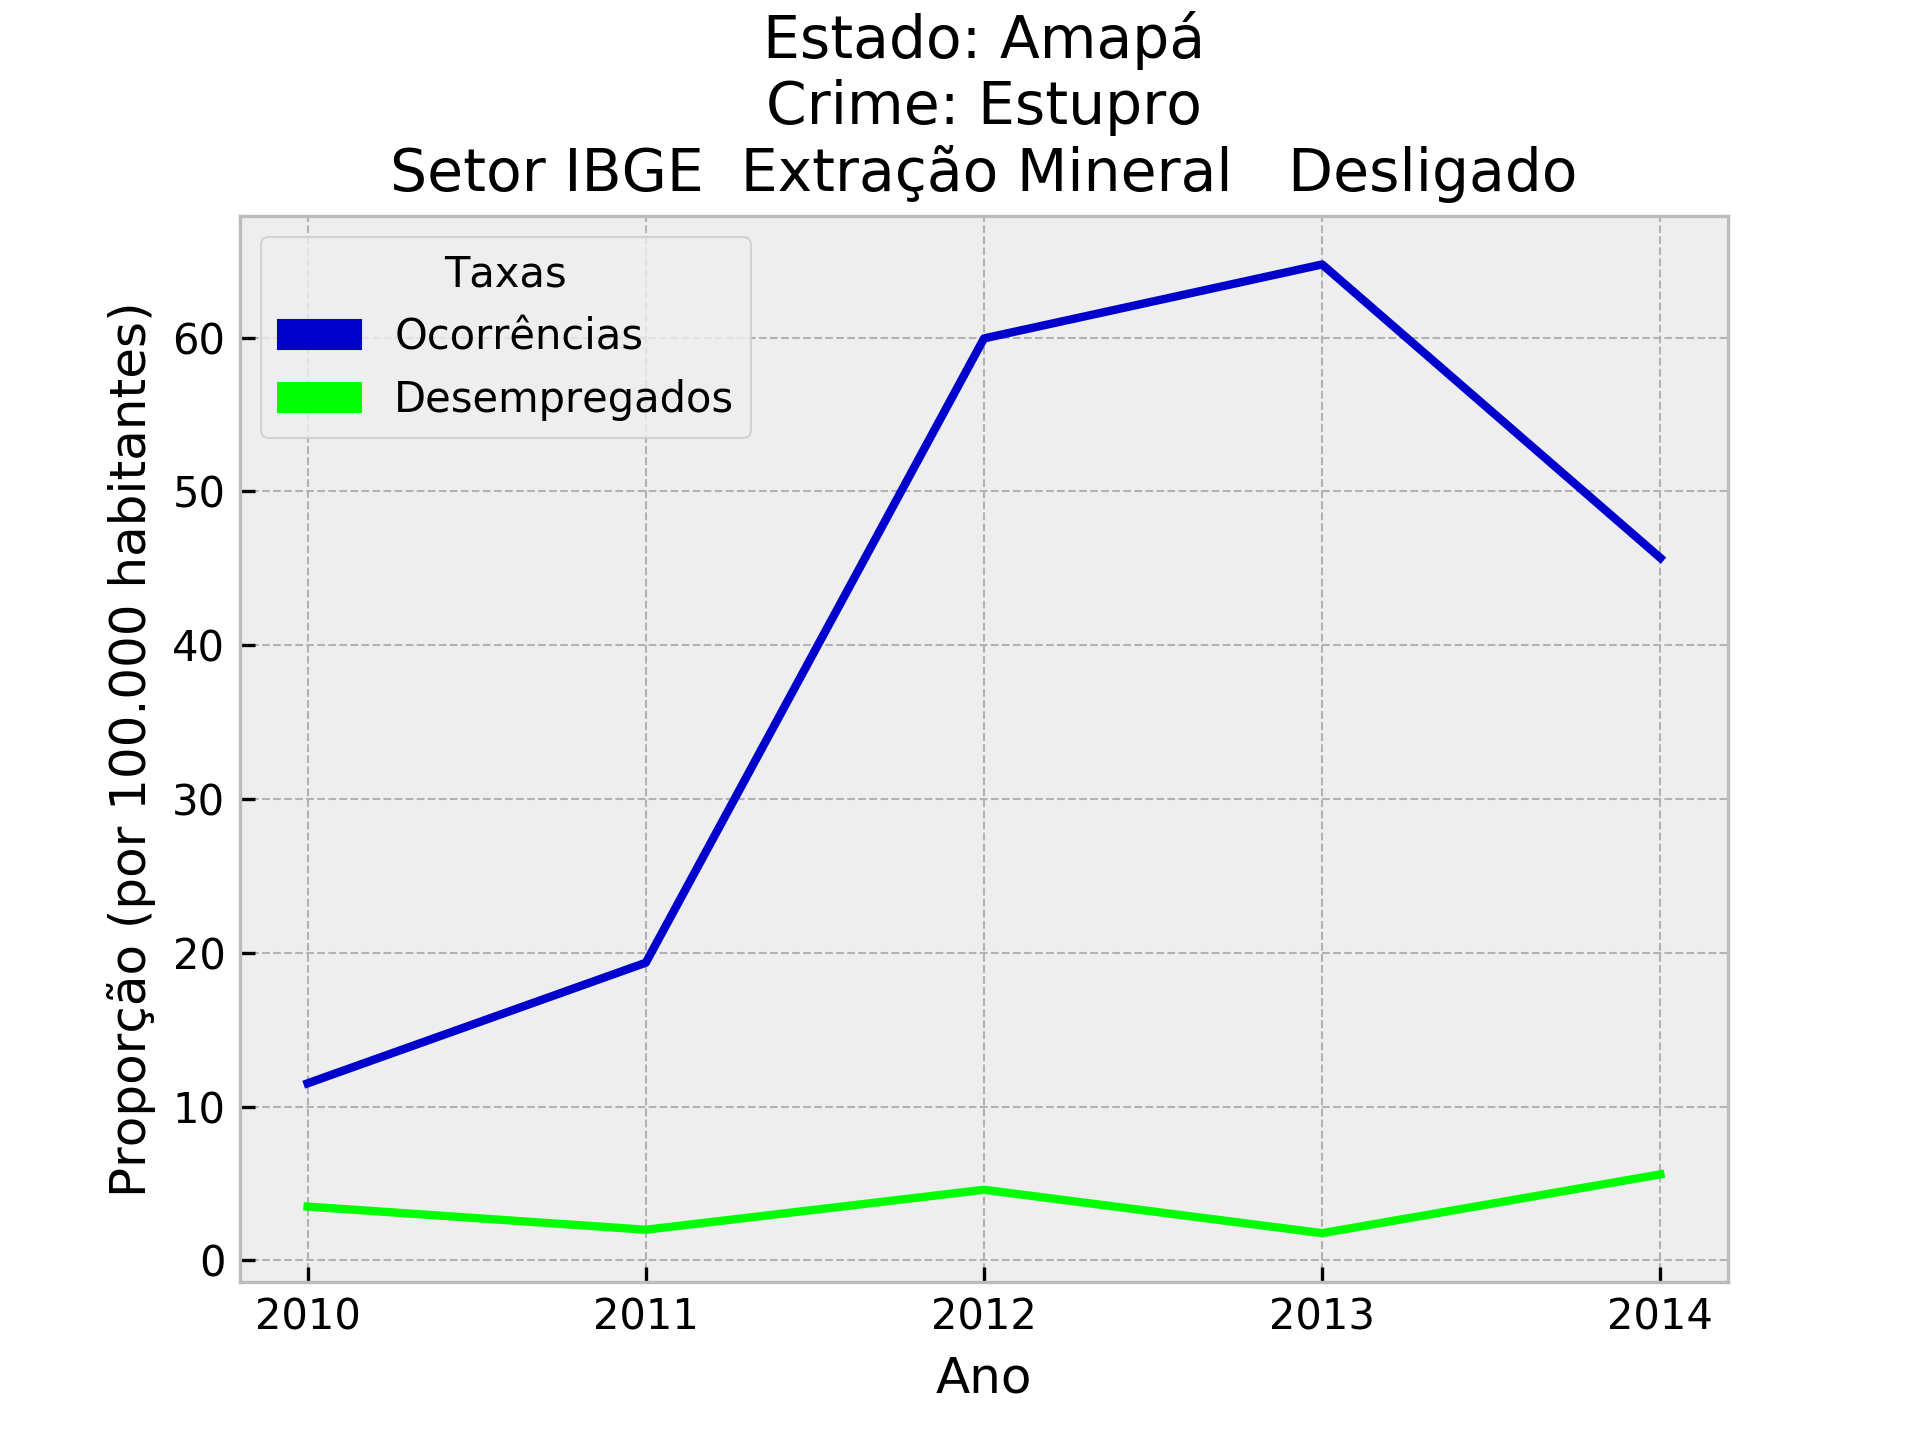 Estado: Amapá
Crime: Estupro
Setor IBGE  Extração Mineral   Desligado
Taxas
Ocorrências
Desempregados
Proporção (por 100.000 habitantes)
60
50
40
30
20
10
0
2010 2011 2012 2013 2014
Ano